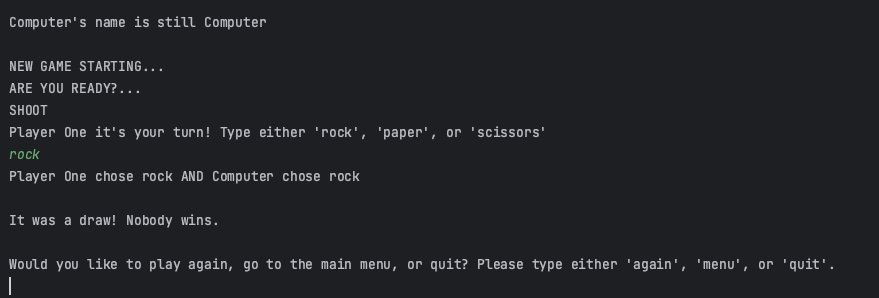 Computer's name is still Computer
NEW GAME STARTING...
ARE YOU READY?...
SHOOT
Player One it's your turn! Type either 'rock', 'paper', or 'scissors'
rock
Player One chose rock AND Computer chose rock
It was a draw! Nobody wins.
Would you like to play again, go to the main menu, or quit? Please type either 'again', 'menu', or 'quit'.